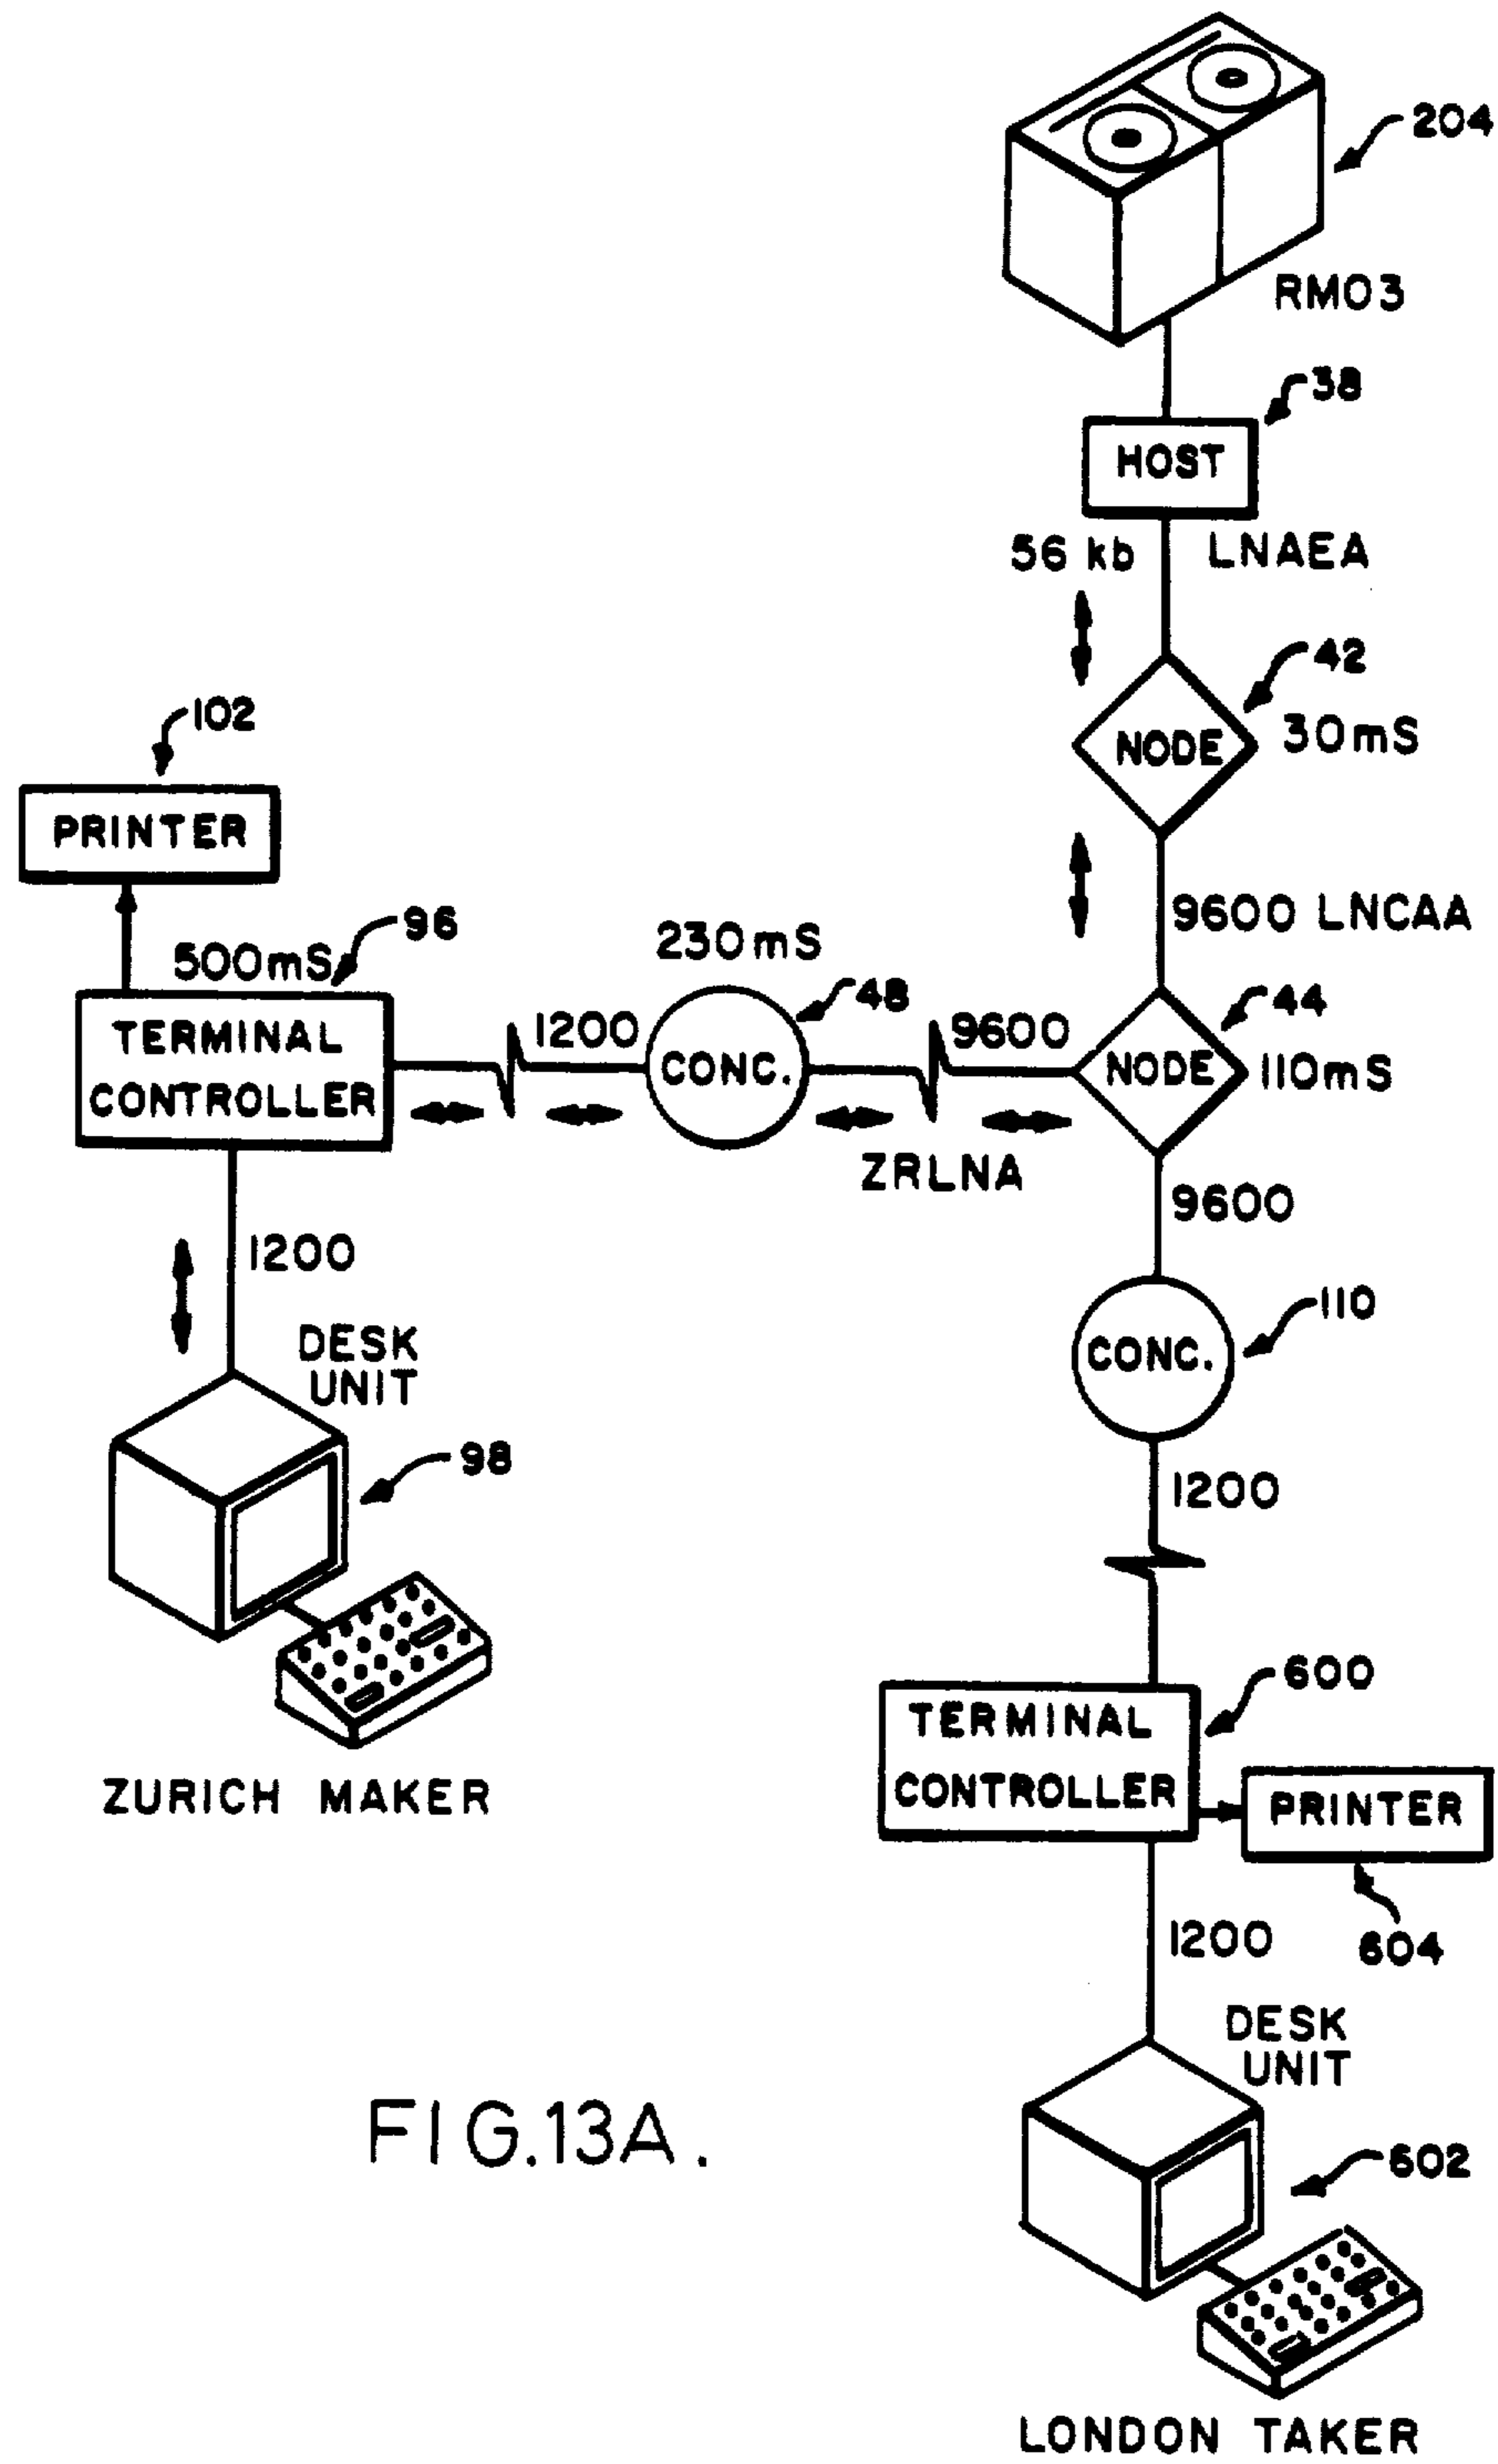 204
RM03
38
HOST
56 kb
LNAEA
42
NODE
30mS
102
PRINTER
9600 LNCAA
96
500mS
230mS
48
44
TERMINAL
CONTROLLER
1200
CONC.
9600
NODE
110mS
ZRLNA
9600
1200
110
CONC.
DESK
UNIT
98
1200
ZURICH MAKER
600
TERMINAL
CONTROLLER
PRINTER
604
1200
DESK
UNIT
602
FIG.13A.
LONDON TAKER